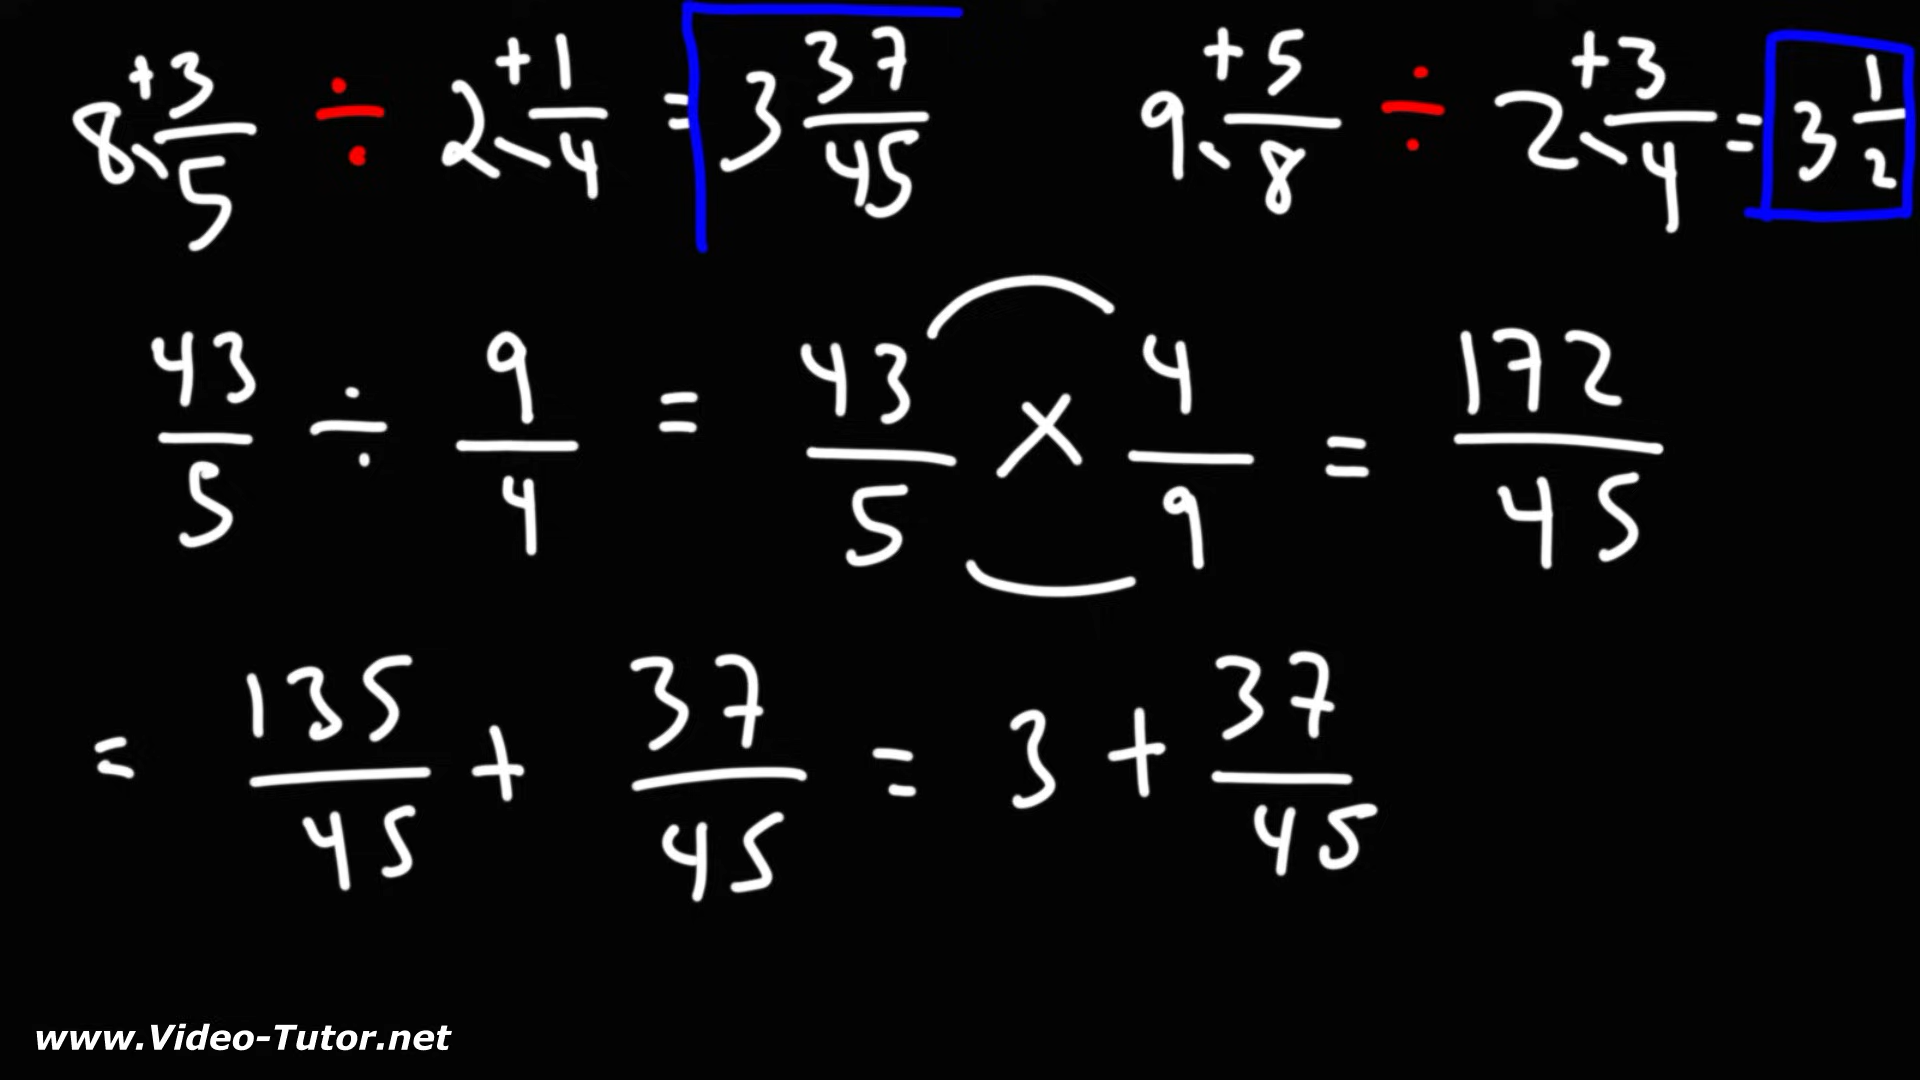 8 + 3/5 ÷ 2 + 1/4 = 3 37/45
9 + 5/8 ÷ 2 + 3/4 = 3 1/2
43/5 ÷ 9/4 = 43/5 × 4/9 = 172/45
= 135/45 + 37/45 = 3 + 37/45
www.Video-Tutor.net